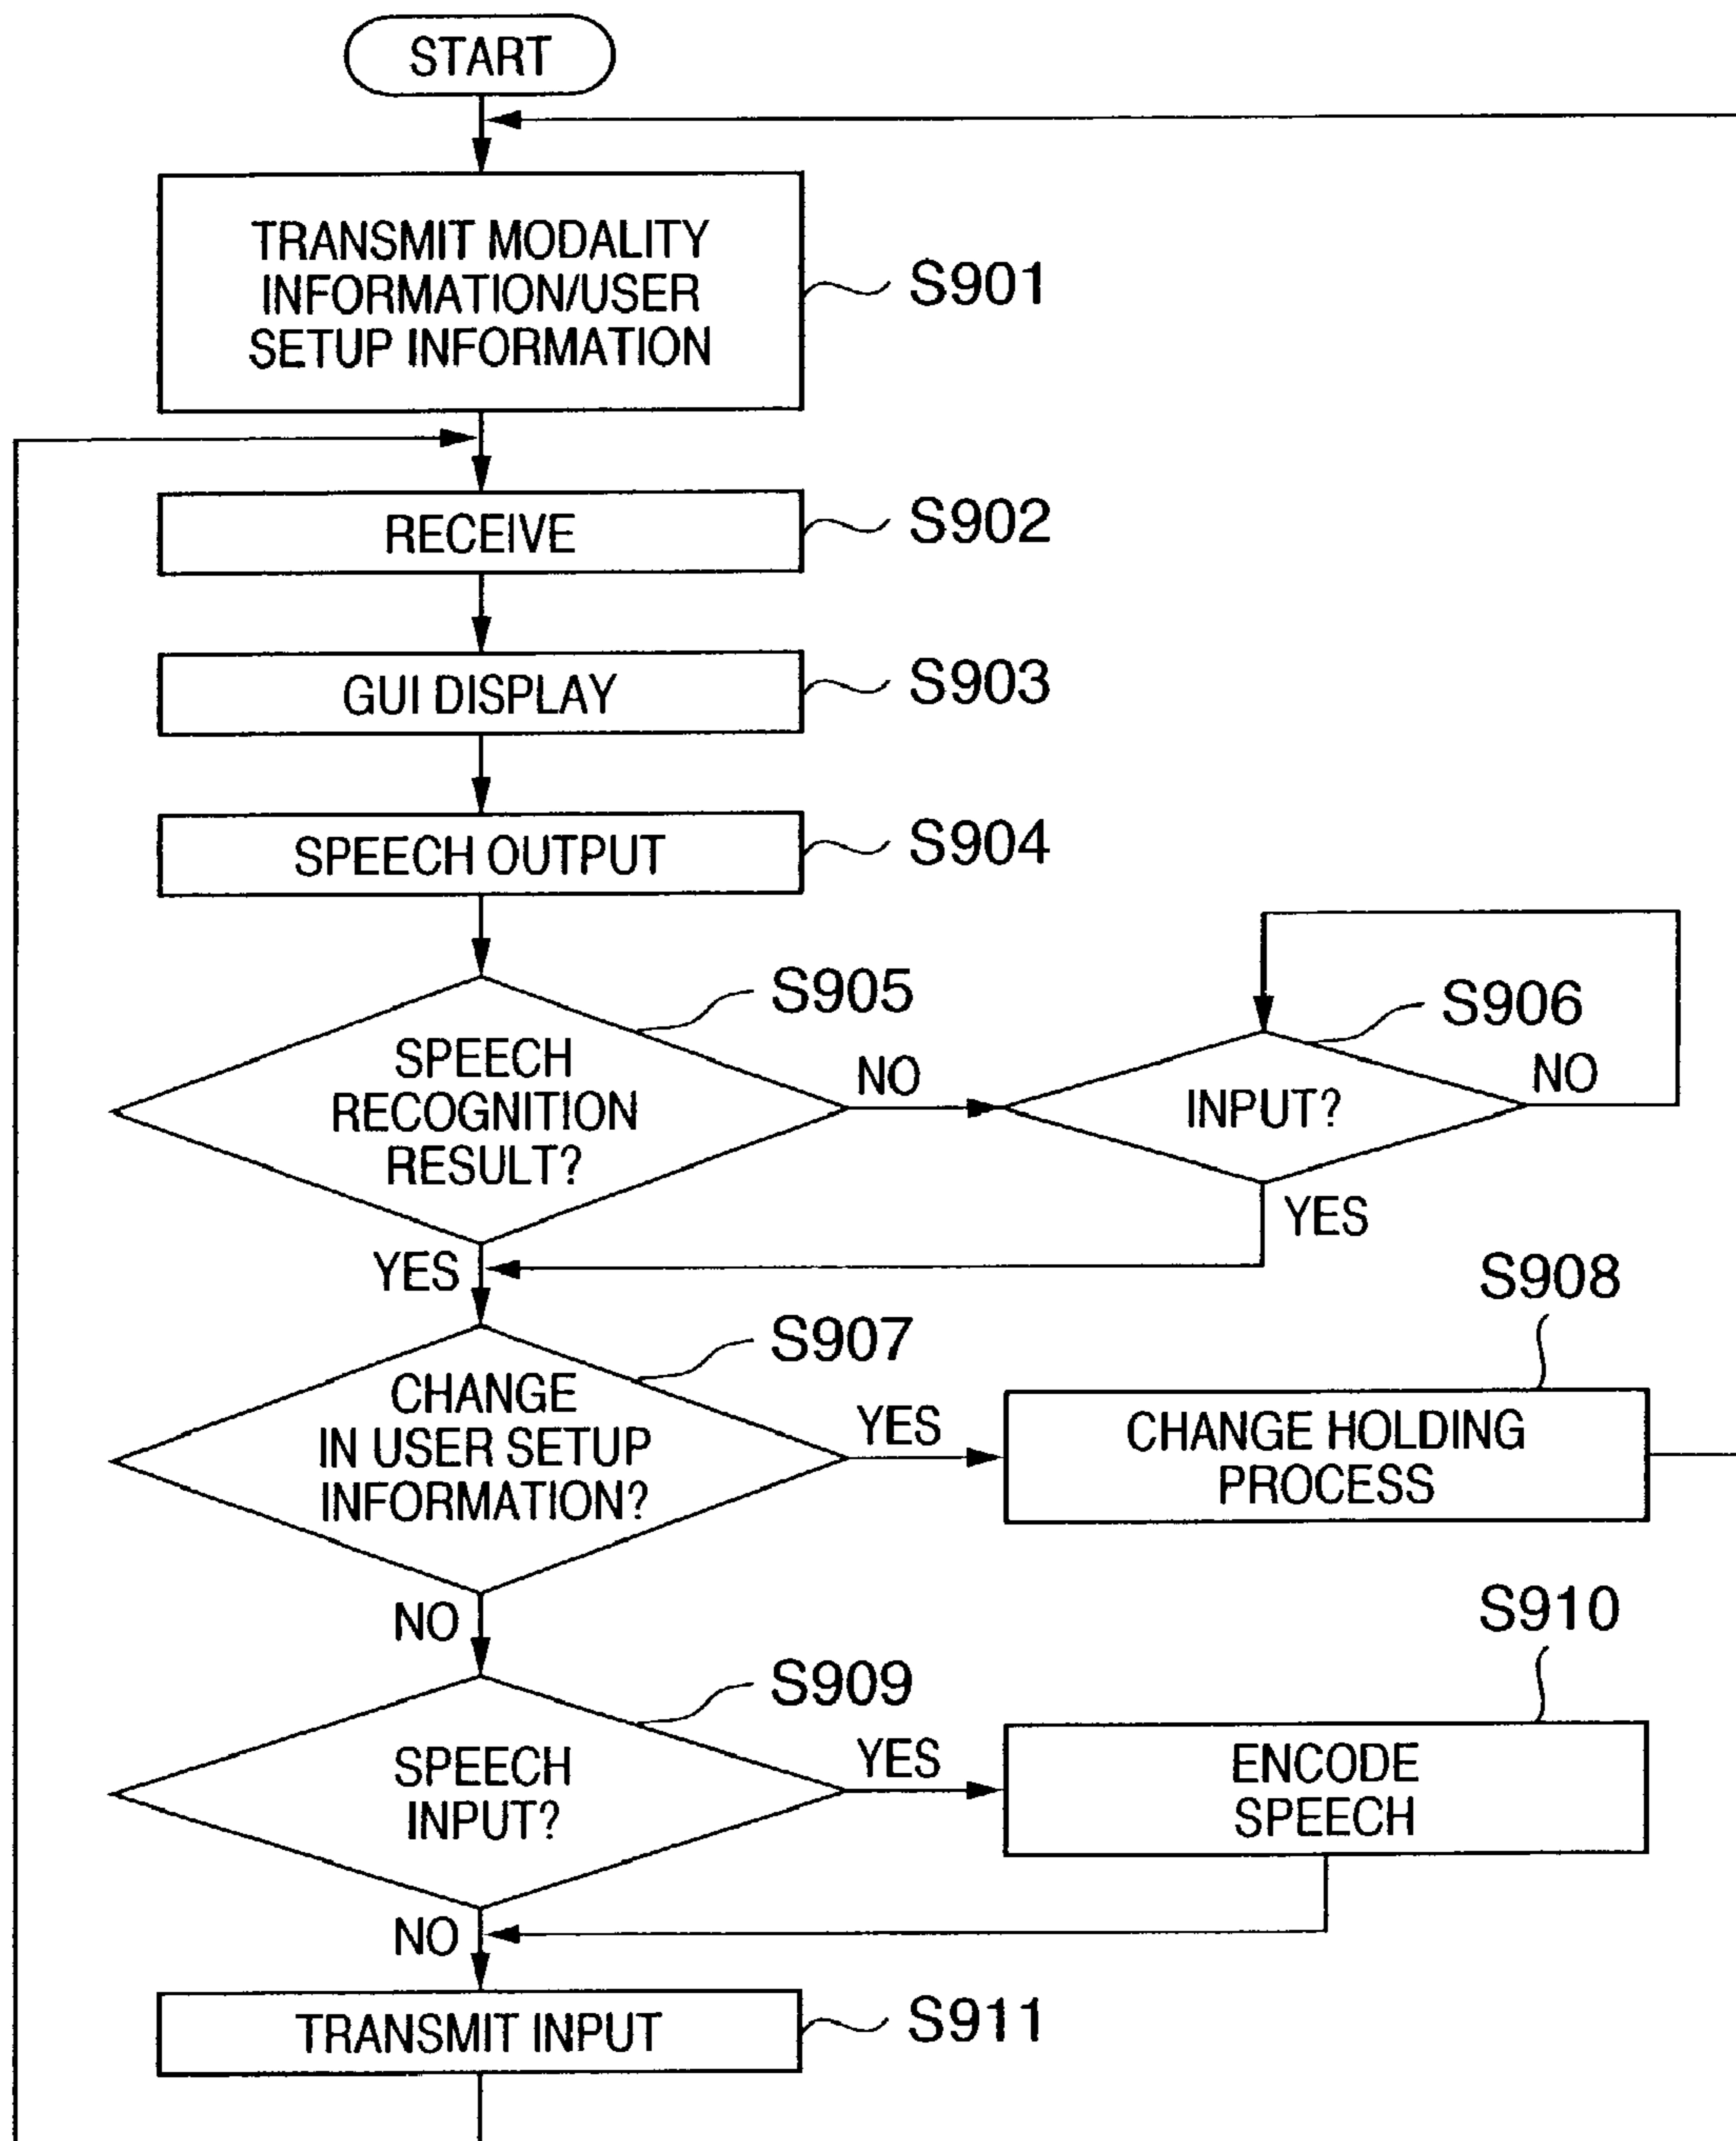 START
TRANSMIT MODALITY
INFORMATION/USER
SETUP INFORMATION
S901
RECEIVE
S902
GUI DISPLAY
S903
SPEECH OUTPUT
S904
S905
SPEECH
RECOGNITION
RESULT?
NO
S906
INPUT?
NO
YES
YES
S907
CHANGE
IN USER SETUP
INFORMATION?
YES
S908
CHANGE HOLDING
PROCESS
NO
S909
SPEECH
INPUT?
YES
S910
ENCODE
SPEECH
NO
TRANSMIT INPUT
S911